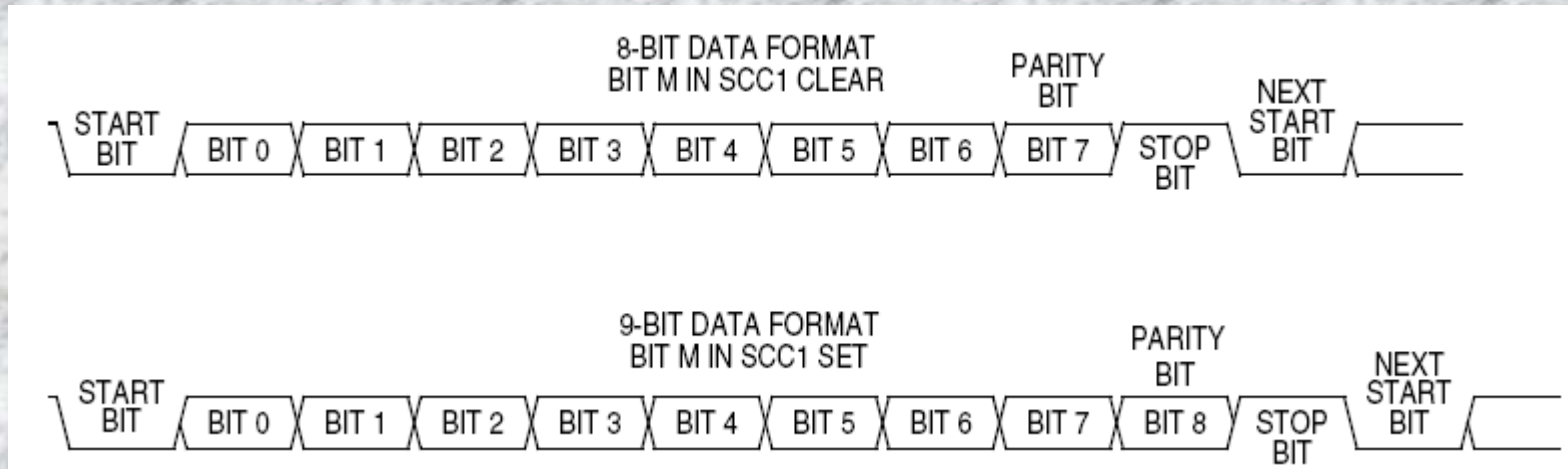 8-BIT DATA FORMAT
BIT M IN SCC1 CLEAR
PARITY
BIT
NEXT
START
BIT
START
BIT
BIT 0
BIT 1
BIT 2
BIT 3
BIT 4
BIT 5
BIT 6
BIT 7
STOP
BIT
9-BIT DATA FORMAT
BIT M IN SCC1 SET
PARITY
BIT
NEXT
START
BIT
START
BIT
BIT 0
BIT 1
BIT 2
BIT 3
BIT 4
BIT 5
BIT 6
BIT 7
BIT 8
STOP
BIT